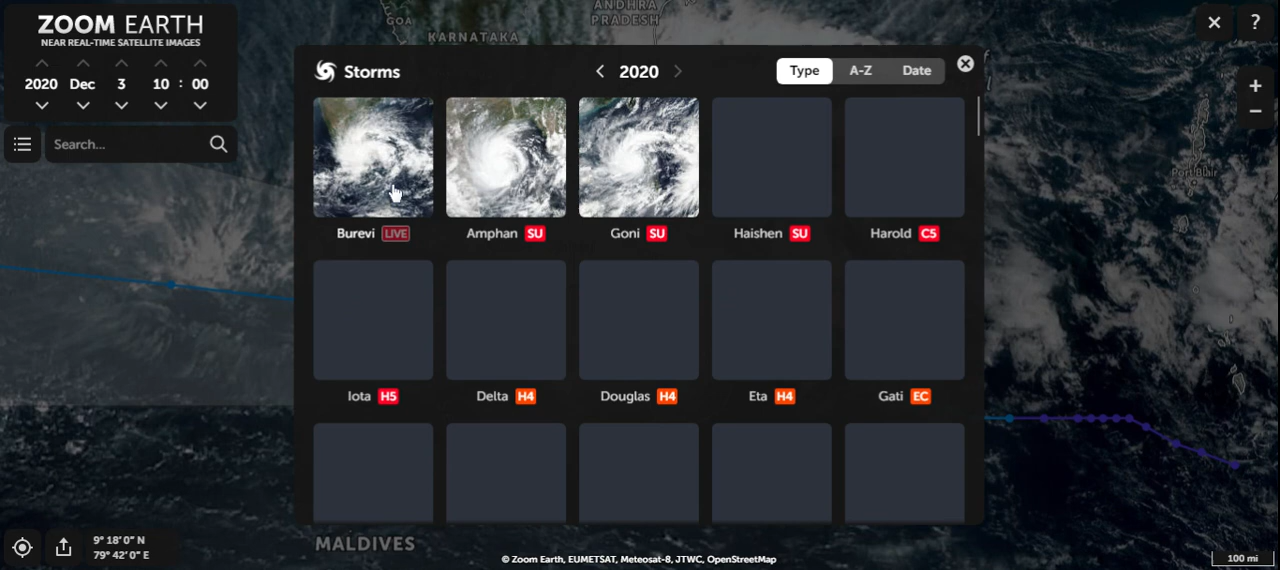 GOA
KARNATAKA
ANDHRA
PRADESH
ZOOM EARTH
NEAR REAL-TIME SATELLITE IMAGES
2020 Dec 3 10 : 00
Search...
Storms
2020
Type A-Z Date
?
+
−
Port Blair
Burevi LIVE
Amphan SU
Goni SU
Haishen SU
Harold C5
Iota H5
Delta H4
Douglas H4
Eta H4
Gati EC
MALDIVES
9° 18' 0" N
79° 42' 0" E
© Zoom Earth, EUMETSAT, Meteosat-8, JTWC, OpenStreetMap
100 mi